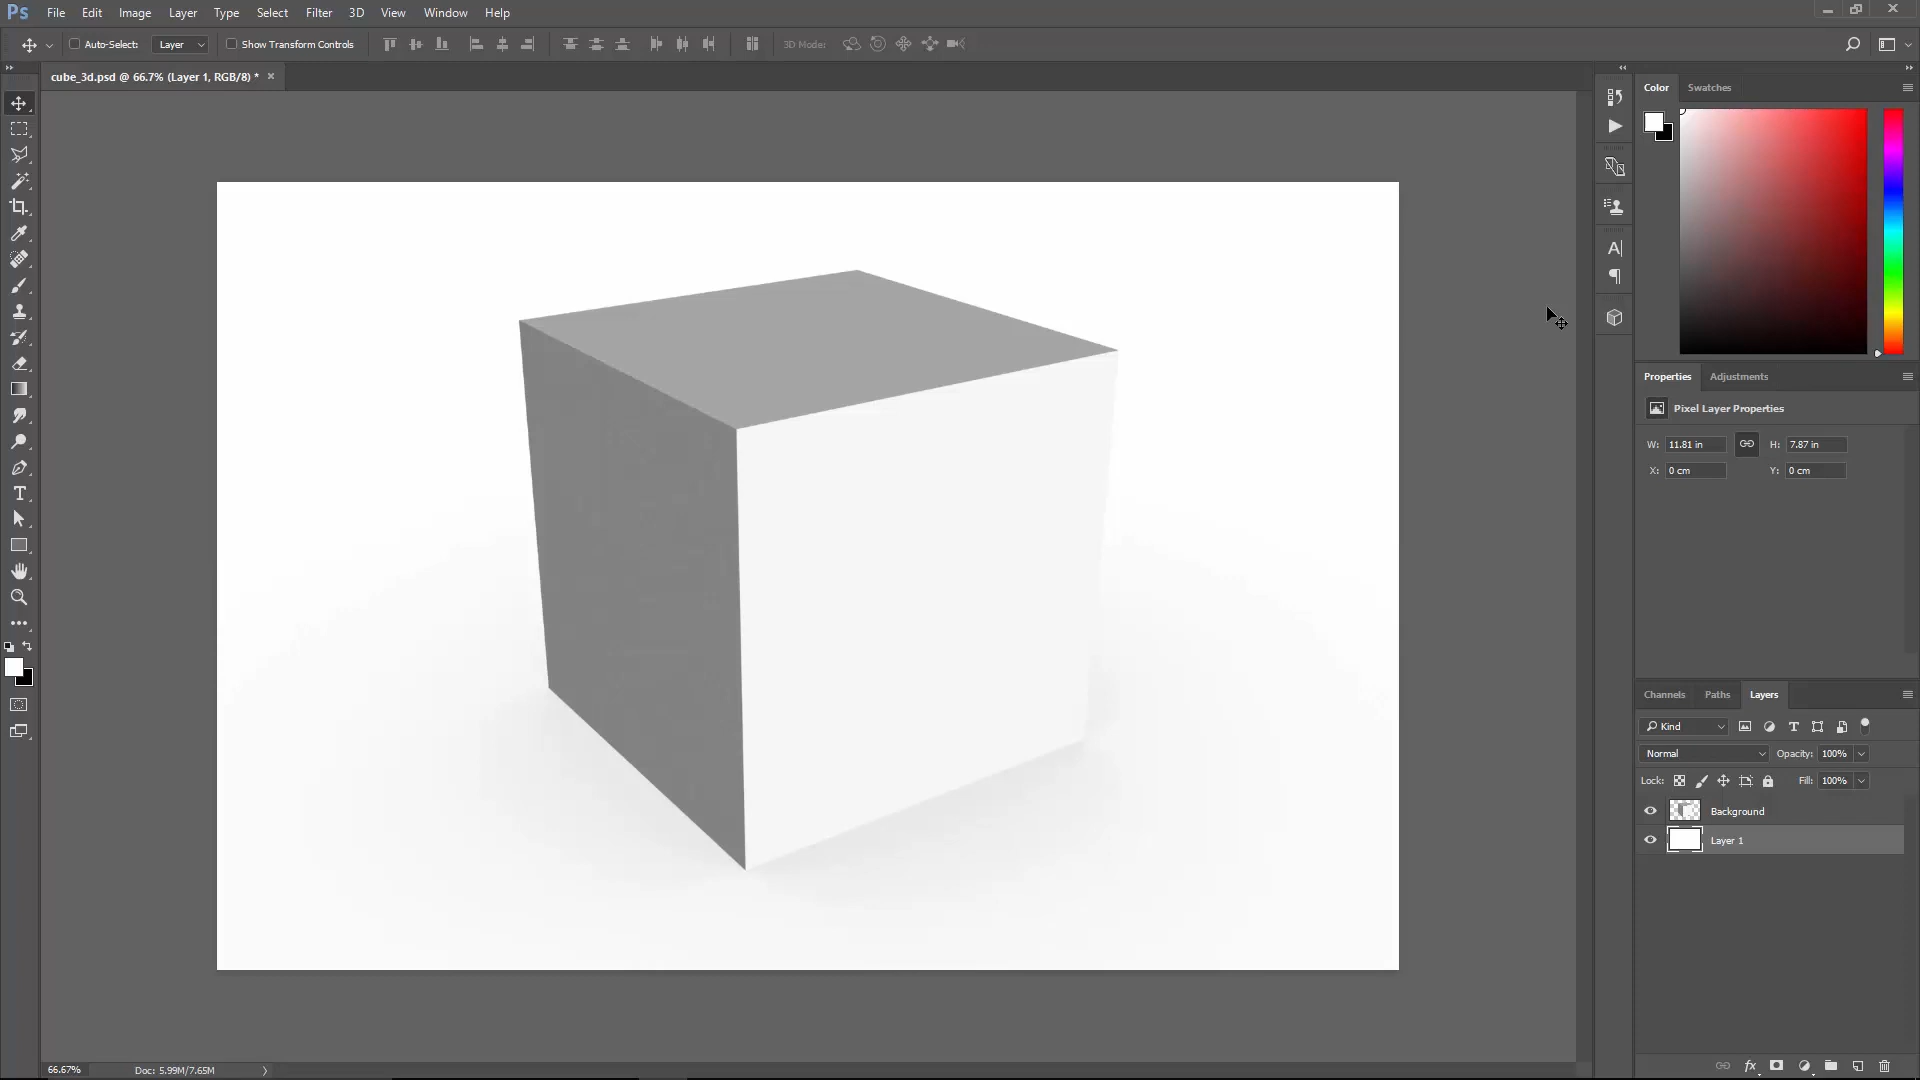 Ps File Edit Image Layer Type Select Filter 3D View Window Help
Auto-Select: Layer Show Transform Controls 3D Mode:
cube_3d.psd @ 66.7% (Layer 1, RGB/8) *
Color Swatches
Properties Adjustments
Pixel Layer Properties
W: 11.81 in H: 7.87 in
X: 0 cm Y: 0 cm
Channels Paths Layers
Kind
Normal Opacity: 100%
Lock: Fill: 100%
Background
Layer 1
fx
66.67% Doc: 5.99M/7.65M